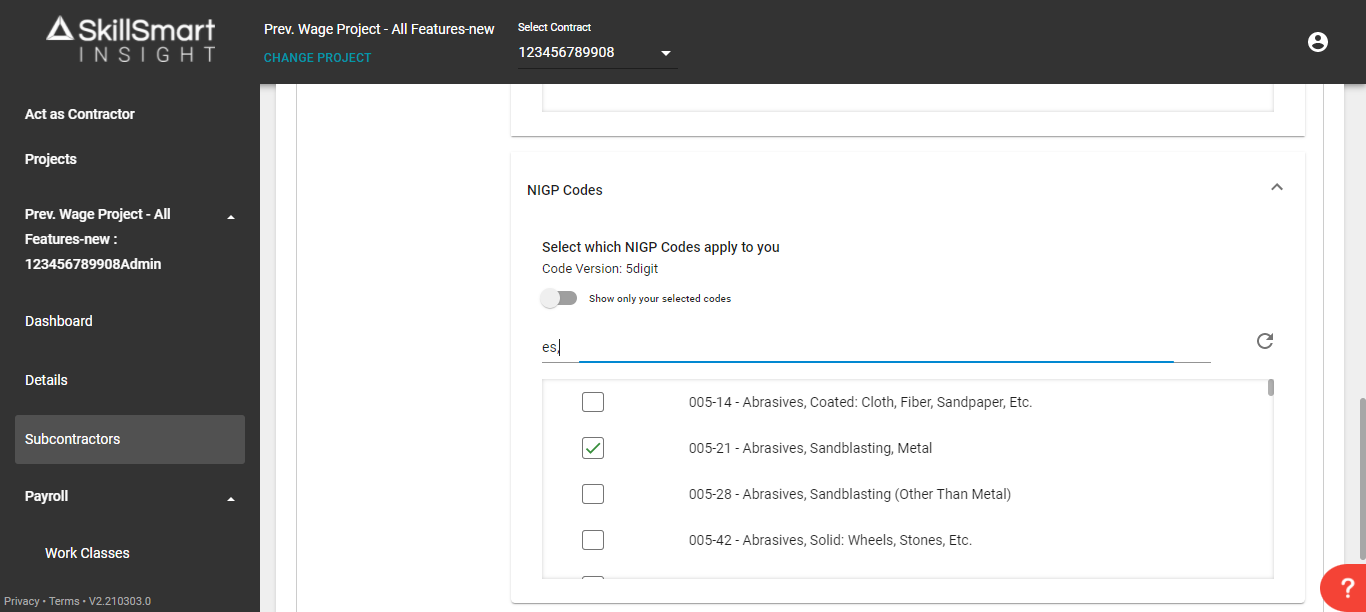 SkillSmart
INSIGHT
Prev. Wage Project - All Features-new
CHANGE PROJECT
Select Contract
123456789908
Act as Contractor
Projects
Prev. Wage Project - All
Features-new :
123456789908Admin
Dashboard
Details
Subcontractors
Payroll
Work Classes
Privacy • Terms • V2.210303.0
NIGP Codes
Select which NIGP Codes apply to you
Code Version: 5digit
Show only your selected codes
es,
005-14 - Abrasives, Coated: Cloth, Fiber, Sandpaper, Etc.
005-21 - Abrasives, Sandblasting, Metal
005-28 - Abrasives, Sandblasting (Other Than Metal)
005-42 - Abrasives, Solid: Wheels, Stones, Etc.
?